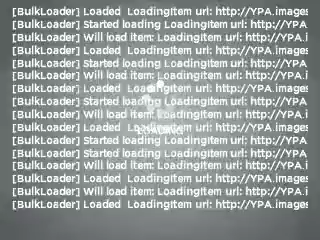 [BulkLoader] Loaded  LoadingItem url: http://YPA.images
[BulkLoader] Started loading LoadingItem url: http://YPA
[BulkLoader] Will load item: LoadingItem url: http://YPA.i
[BulkLoader] Loaded  LoadingItem url: http://YPA.images
[BulkLoader] Started loading LoadingItem url: http://YPA
[BulkLoader] Will load item: LoadingItem url: http://YPA.i
[BulkLoader] Loaded  LoadingItem url: http://YPA.images
[BulkLoader] Started loading LoadingItem url: http://YPA
[BulkLoader] Will load item: LoadingItem url: http://YPA.i
[BulkLoader] Loaded  LoadingItem url: http://YPA.images
LOADING
[BulkLoader] Started loading LoadingItem url: http://YPA
[BulkLoader] Started loading LoadingItem url: http://YPA
[BulkLoader] Will load item: LoadingItem url: http://YPA.i
[BulkLoader] Loaded  LoadingItem url: http://YPA.images
[BulkLoader] Will load item: LoadingItem url: http://YPA.i
[BulkLoader] Loaded  LoadingItem url: http://YPA.images